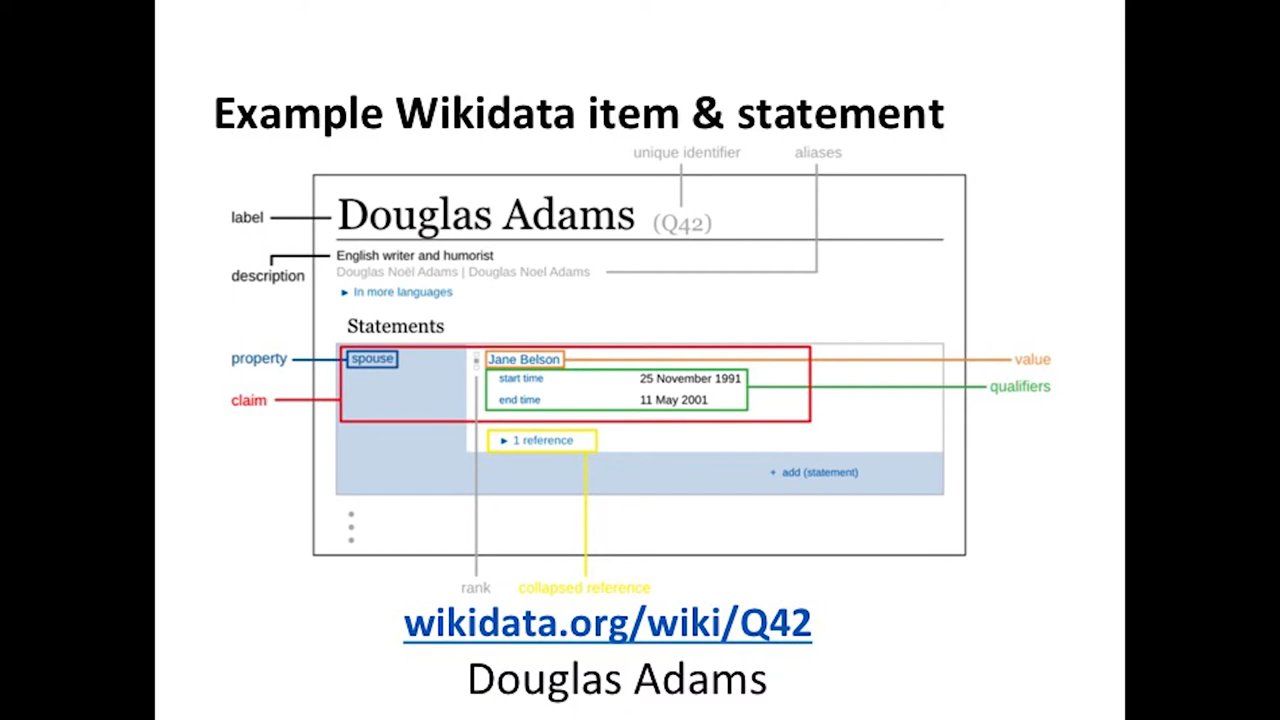 Example Wikidata item & statement
unique identifier aliases
label Douglas Adams (Q42)
English writer and humorist
description Douglas Noël Adams | Douglas Noel Adams
► In more languages
Statements
property spouse Jane Belson value
start time 25 November 1991 qualifiers
claim end time 11 May 2001
► 1 reference
+ add (statement)
rank collapsed reference
wikidata.org/wiki/Q42
Douglas Adams